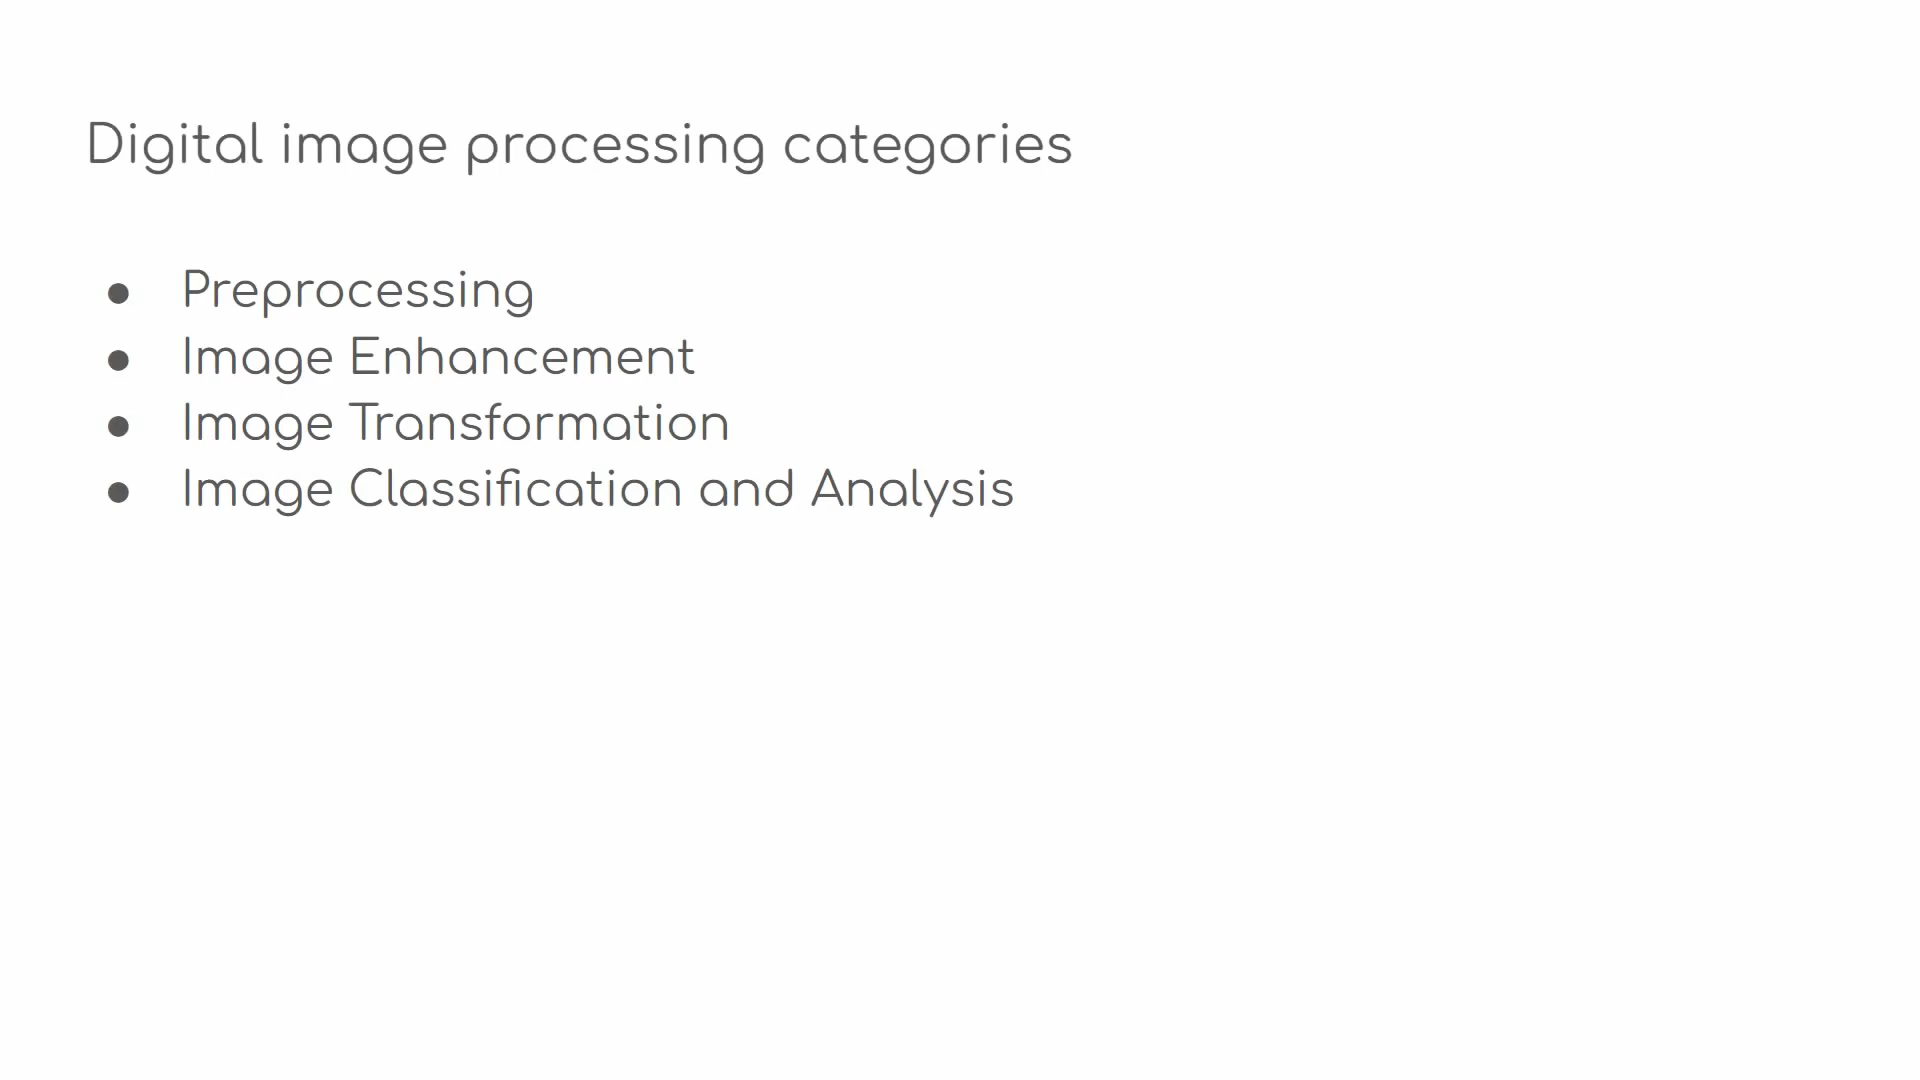 Digital image processing categories
● Preprocessing
● Image Enhancement
● Image Transformation
● Image Classification and Analysis